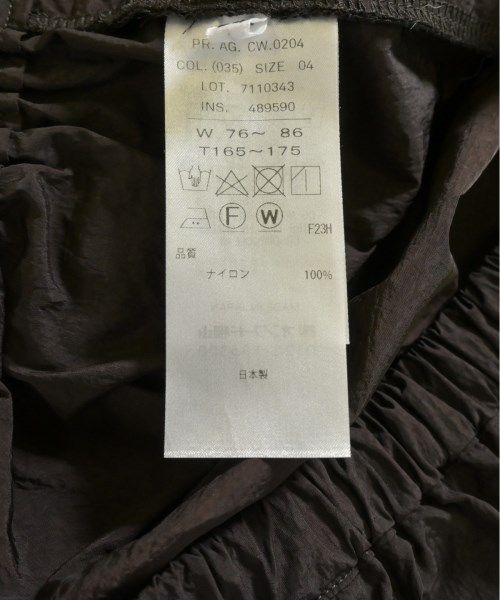 PR. AG. CW.0204
COL. (035) SIZE 04
LOT. 7110343
INS. 489590
W 76～ 86
T165～175
F W F23H
品質
ナイロン 100%
日本製